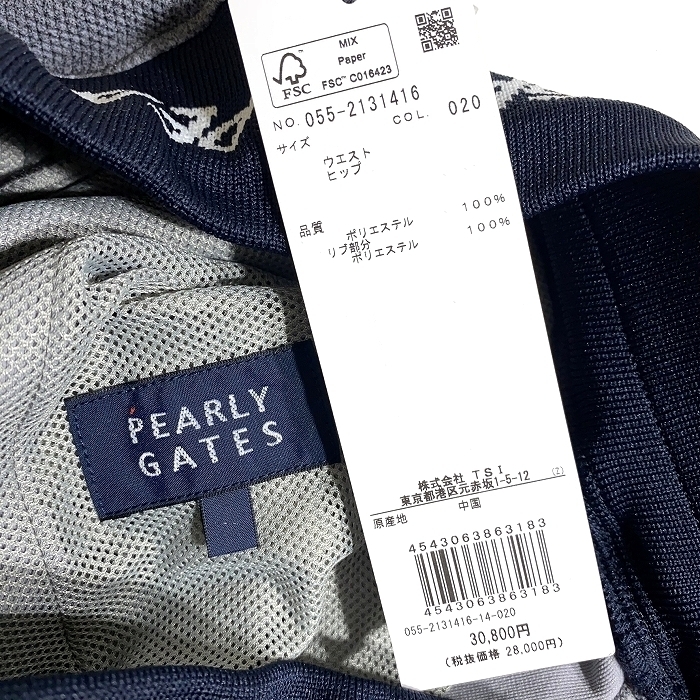 MIX
Paper
FSC™ C016423
FSC
NO. 055-2131416
COL. 020
サイズ
ウエスト
ヒップ
品質
ポリエステル 100%
リブ部分
ポリエステル 100%
PEARLY
GATES
株式会社 TSI
東京都港区元赤坂1-5-12 (Z)
原産地 中国
4543063863183
4543063863183
055-2131416-14-020
30,800円
(税抜価格 28,000円)